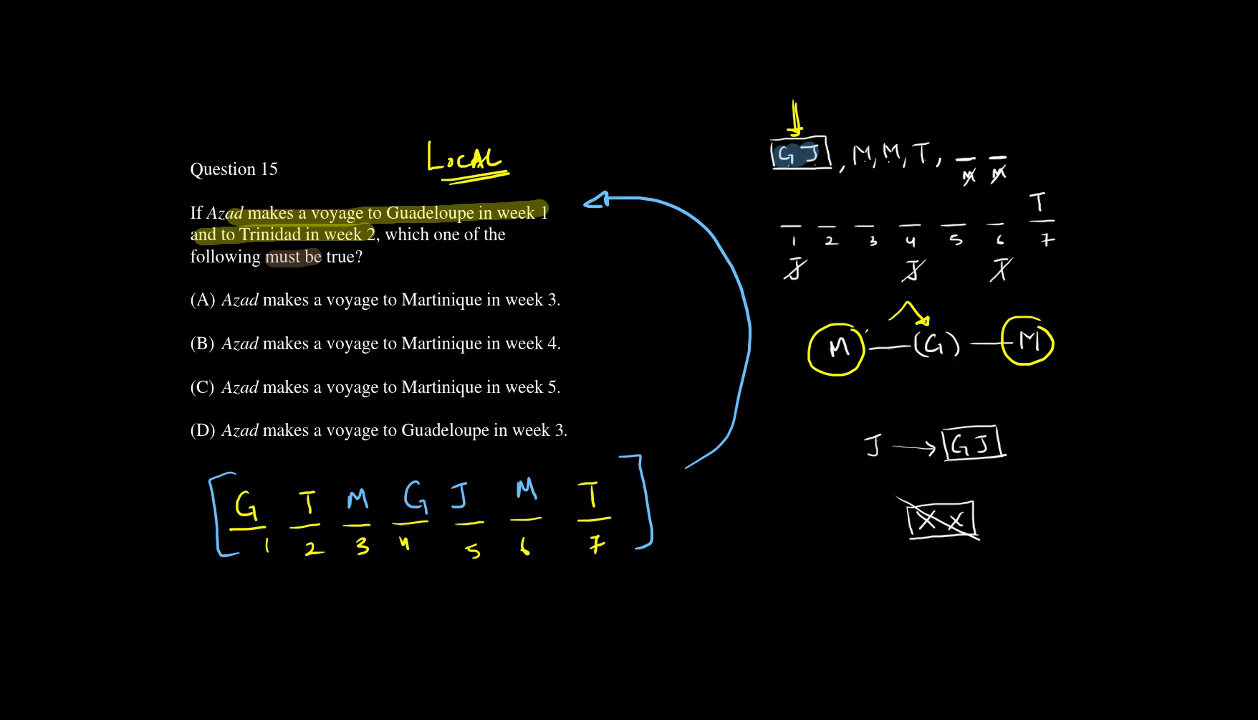 Question 15
LOCAL
If Azad makes a voyage to Guadeloupe in week 1
and to Trinidad in week 2, which one of the
following must be true?
(A) Azad makes a voyage to Martinique in week 3.
(B) Azad makes a voyage to Martinique in week 4.
(C) Azad makes a voyage to Martinique in week 5.
(D) Azad makes a voyage to Guadeloupe in week 3.
G T M G J M T
1 2 3 4 5 6 7
G J , M, M, T,
M M
T
1 2 3 4 5 6 7
J J T
M (G) M
J GJ
X X